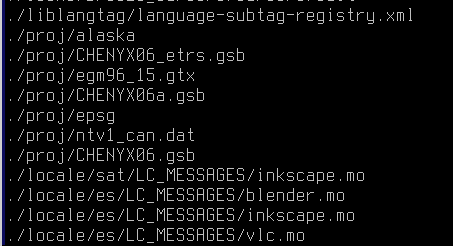 ./liblangtag/language-subtag-registry.xml
./proj/alaska
./proj/CHENYX06_etrs.gsb
./proj/egm96_15.gtx
./proj/CHENYX06a.gsb
./proj/epsg
./proj/ntv1_can.dat
./proj/CHENYX06.gsb
./locale/sat/LC_MESSAGES/inkscape.mo
./locale/es/LC_MESSAGES/blender.mo
./locale/es/LC_MESSAGES/inkscape.mo
./locale/es/LC_MESSAGES/vlc.mo